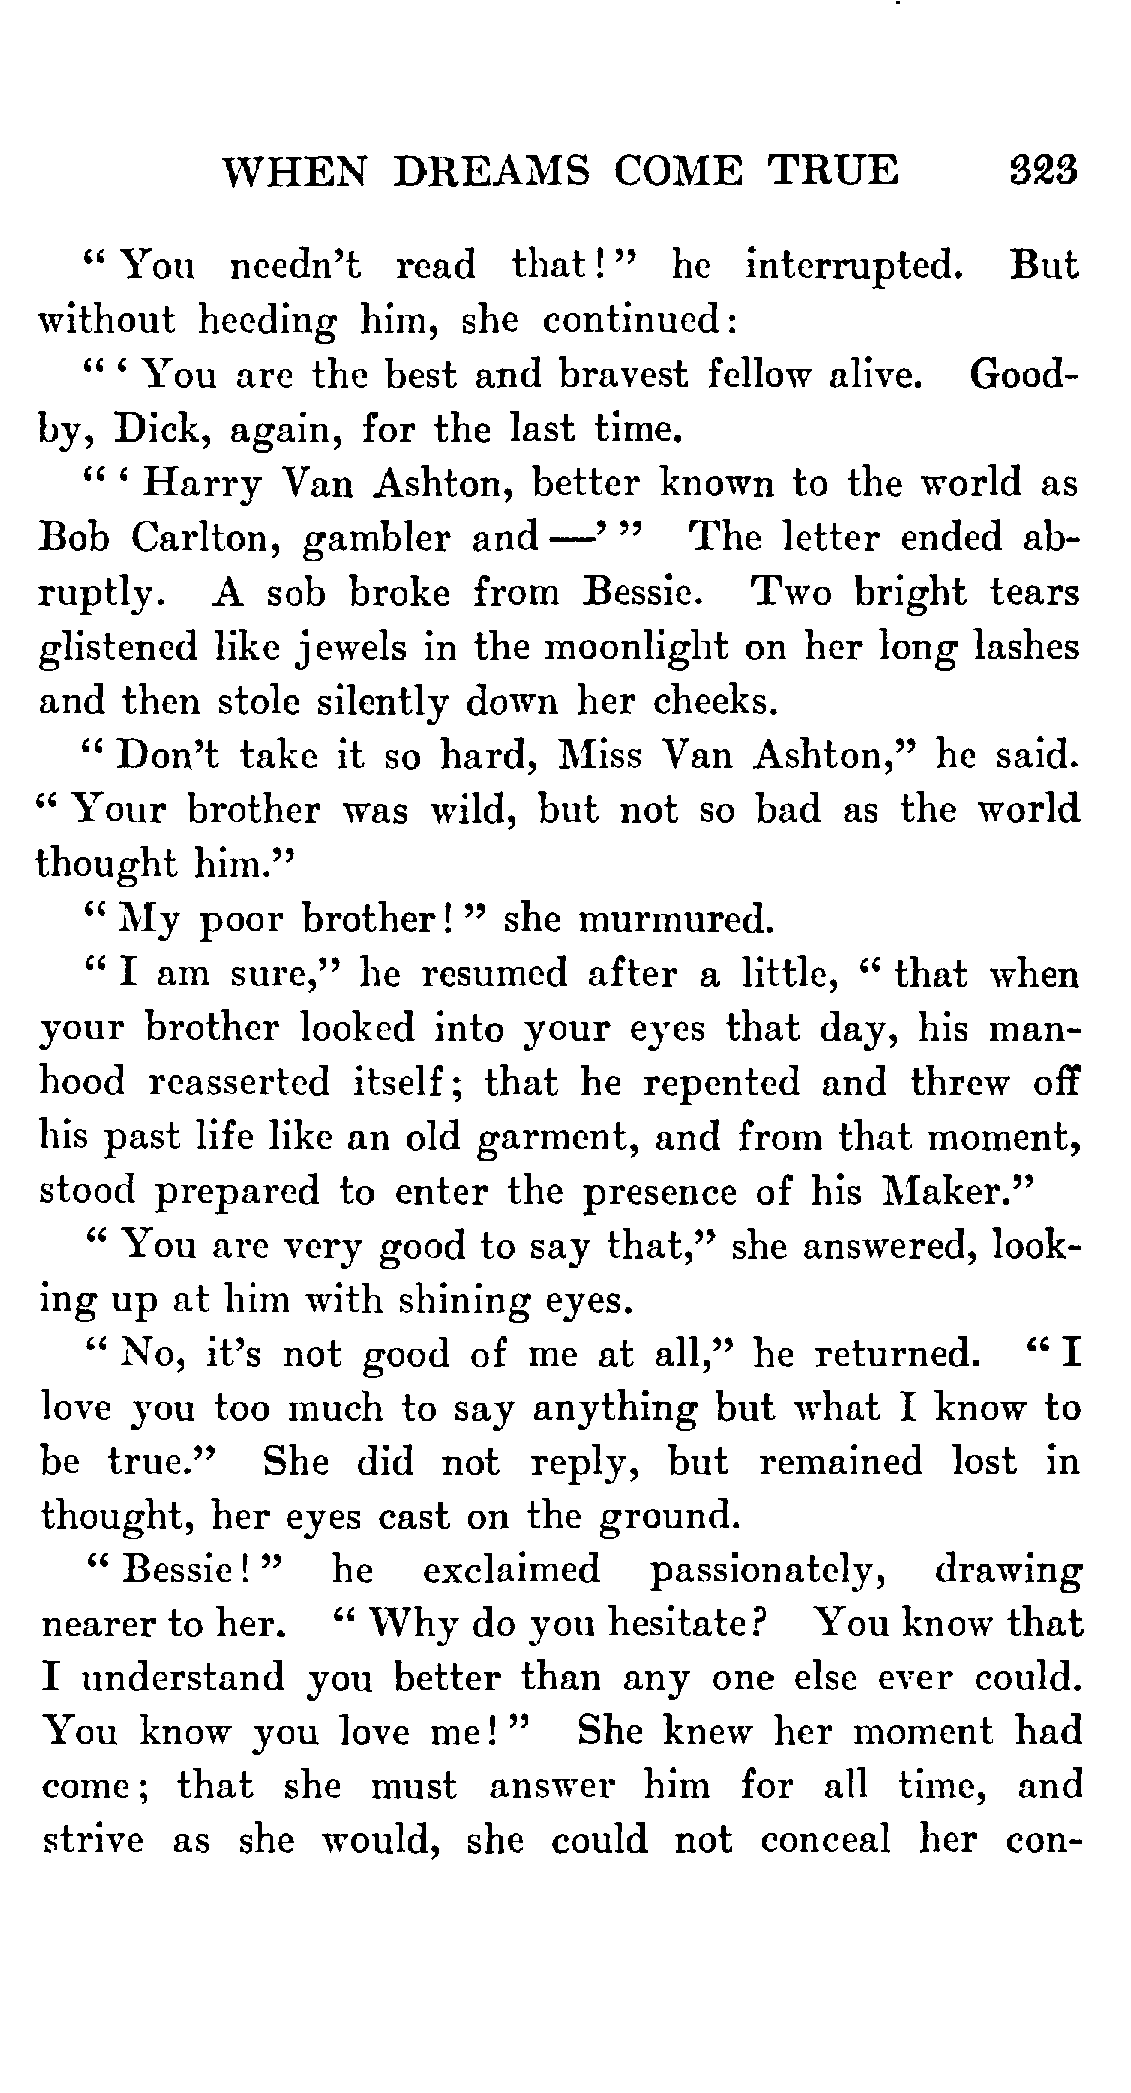 WHEN DREAMS COME TRUE 323
“ You needn’t read that! ” he interrupted. But
without heeding him, she continued:
“ ‘ You are the best and bravest fellow alive. Good-
by, Dick, again, for the last time.
“ ‘ Harry Van Ashton, better known to the world as
Bob Carlton, gambler and —’ ” The letter ended ab-
ruptly. A sob broke from Bessie. Two bright tears
glistened like jewels in the moonlight on her long lashes
and then stole silently down her cheeks.
“ Don’t take it so hard, Miss Van Ashton,” he said.
“ Your brother was wild, but not so bad as the world
thought him.”
“ My poor brother! ” she murmured.
“ I am sure,” he resumed after a little, “ that when
your brother looked into your eyes that day, his man-
hood reasserted itself; that he repented and threw off
his past life like an old garment, and from that moment,
stood prepared to enter the presence of his Maker.”
“ You are very good to say that,” she answered, look-
ing up at him with shining eyes.
“ No, it’s not good of me at all,” he returned. “ I
love you too much to say anything but what I know to
be true.” She did not reply, but remained lost in
thought, her eyes cast on the ground.
“ Bessie! ” he exclaimed passionately, drawing
nearer to her. “ Why do you hesitate? You know that
I understand you better than any one else ever could.
You know you love me! ” She knew her moment had
come; that she must answer him for all time, and
strive as she would, she could not conceal her con-